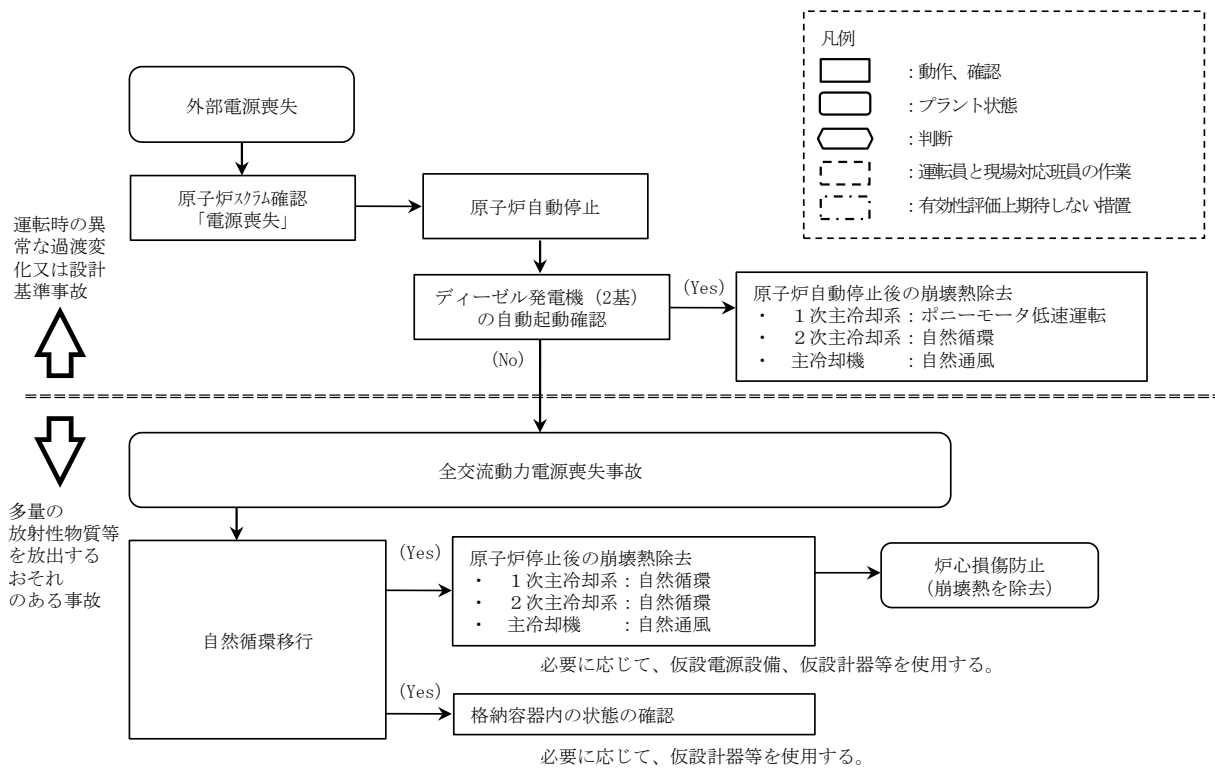 凡例
：動作、確認
：プラント状態
：判断
：運転員と現場対応班員の作業
：有効性評価上期待しない措置
外部電源喪失
原子炉ｽｸﾗﾑ確認
「電源喪失」
原子炉自動停止
運転時の異
常な過渡変
化又は設計
基準事故
ディーゼル発電機（2基）
の自動起動確認
(Yes)
原子炉自動停止後の崩壊熱除去
・　１次主冷却系：ポニーモータ低速運転
・　２次主冷却系：自然循環
・　主冷却機　　：自然通風
(No)
全交流動力電源喪失事故
多量の
放射性物質等
を放出する
おそれ
のある事故
自然循環移行
(Yes)
原子炉停止後の崩壊熱除去
・　１次主冷却系：自然循環
・　２次主冷却系：自然循環
・　主冷却機　　：自然通風
炉心損傷防止
（崩壊熱を除去）
必要に応じて、仮設電源設備、仮設計器等を使用する。
(Yes)
格納容器内の状態の確認
必要に応じて、仮設計器等を使用する。